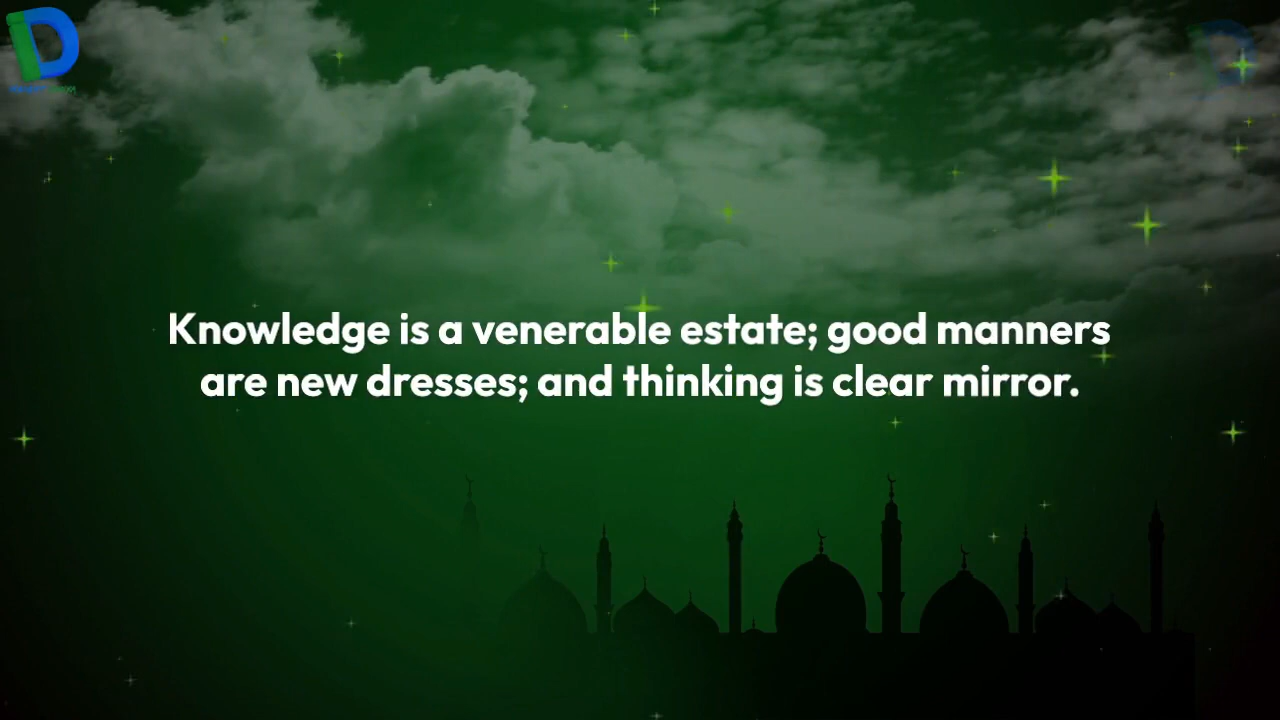 Knowledge is a venerable estate; good manners
are new dresses; and thinking is clear mirror.